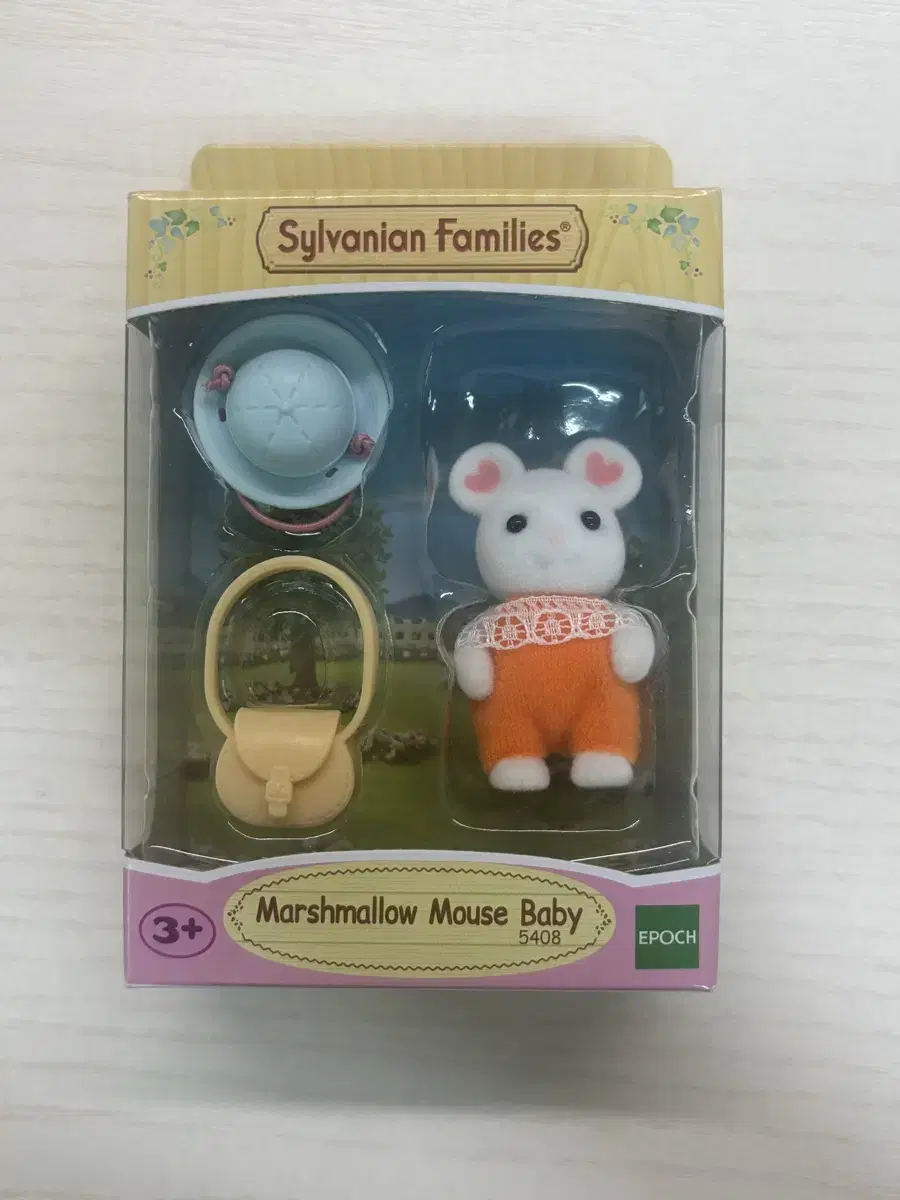 Sylvanian Families®
3+
Marshmallow Mouse Baby
5408
EPOCH